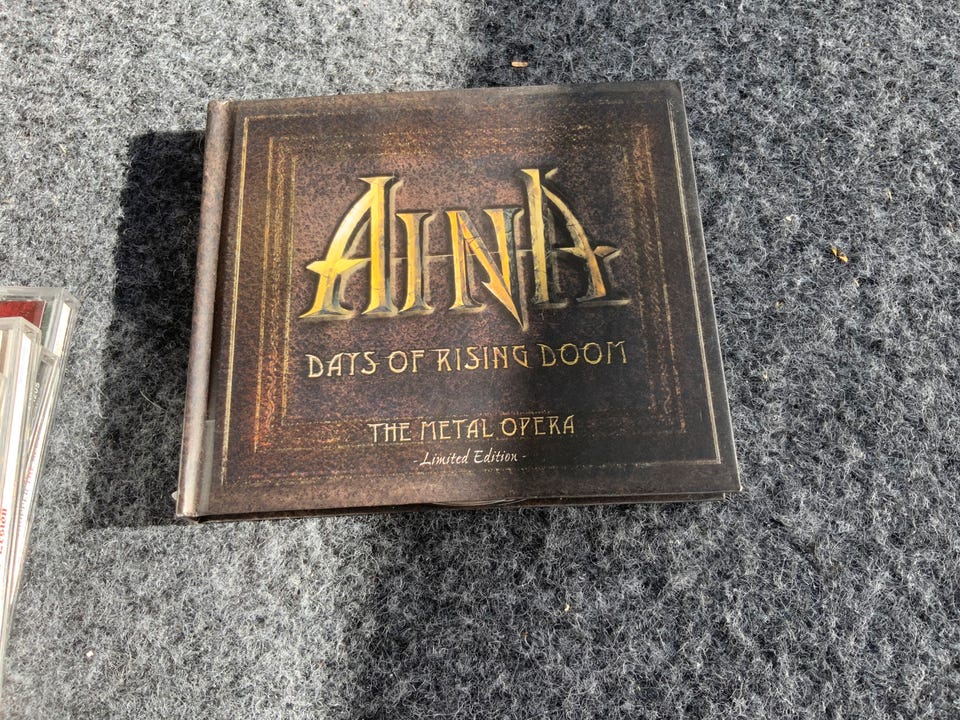 AINA
DAYS OF RISING DOOM
THE METAL OPERA
- Limited Edition -